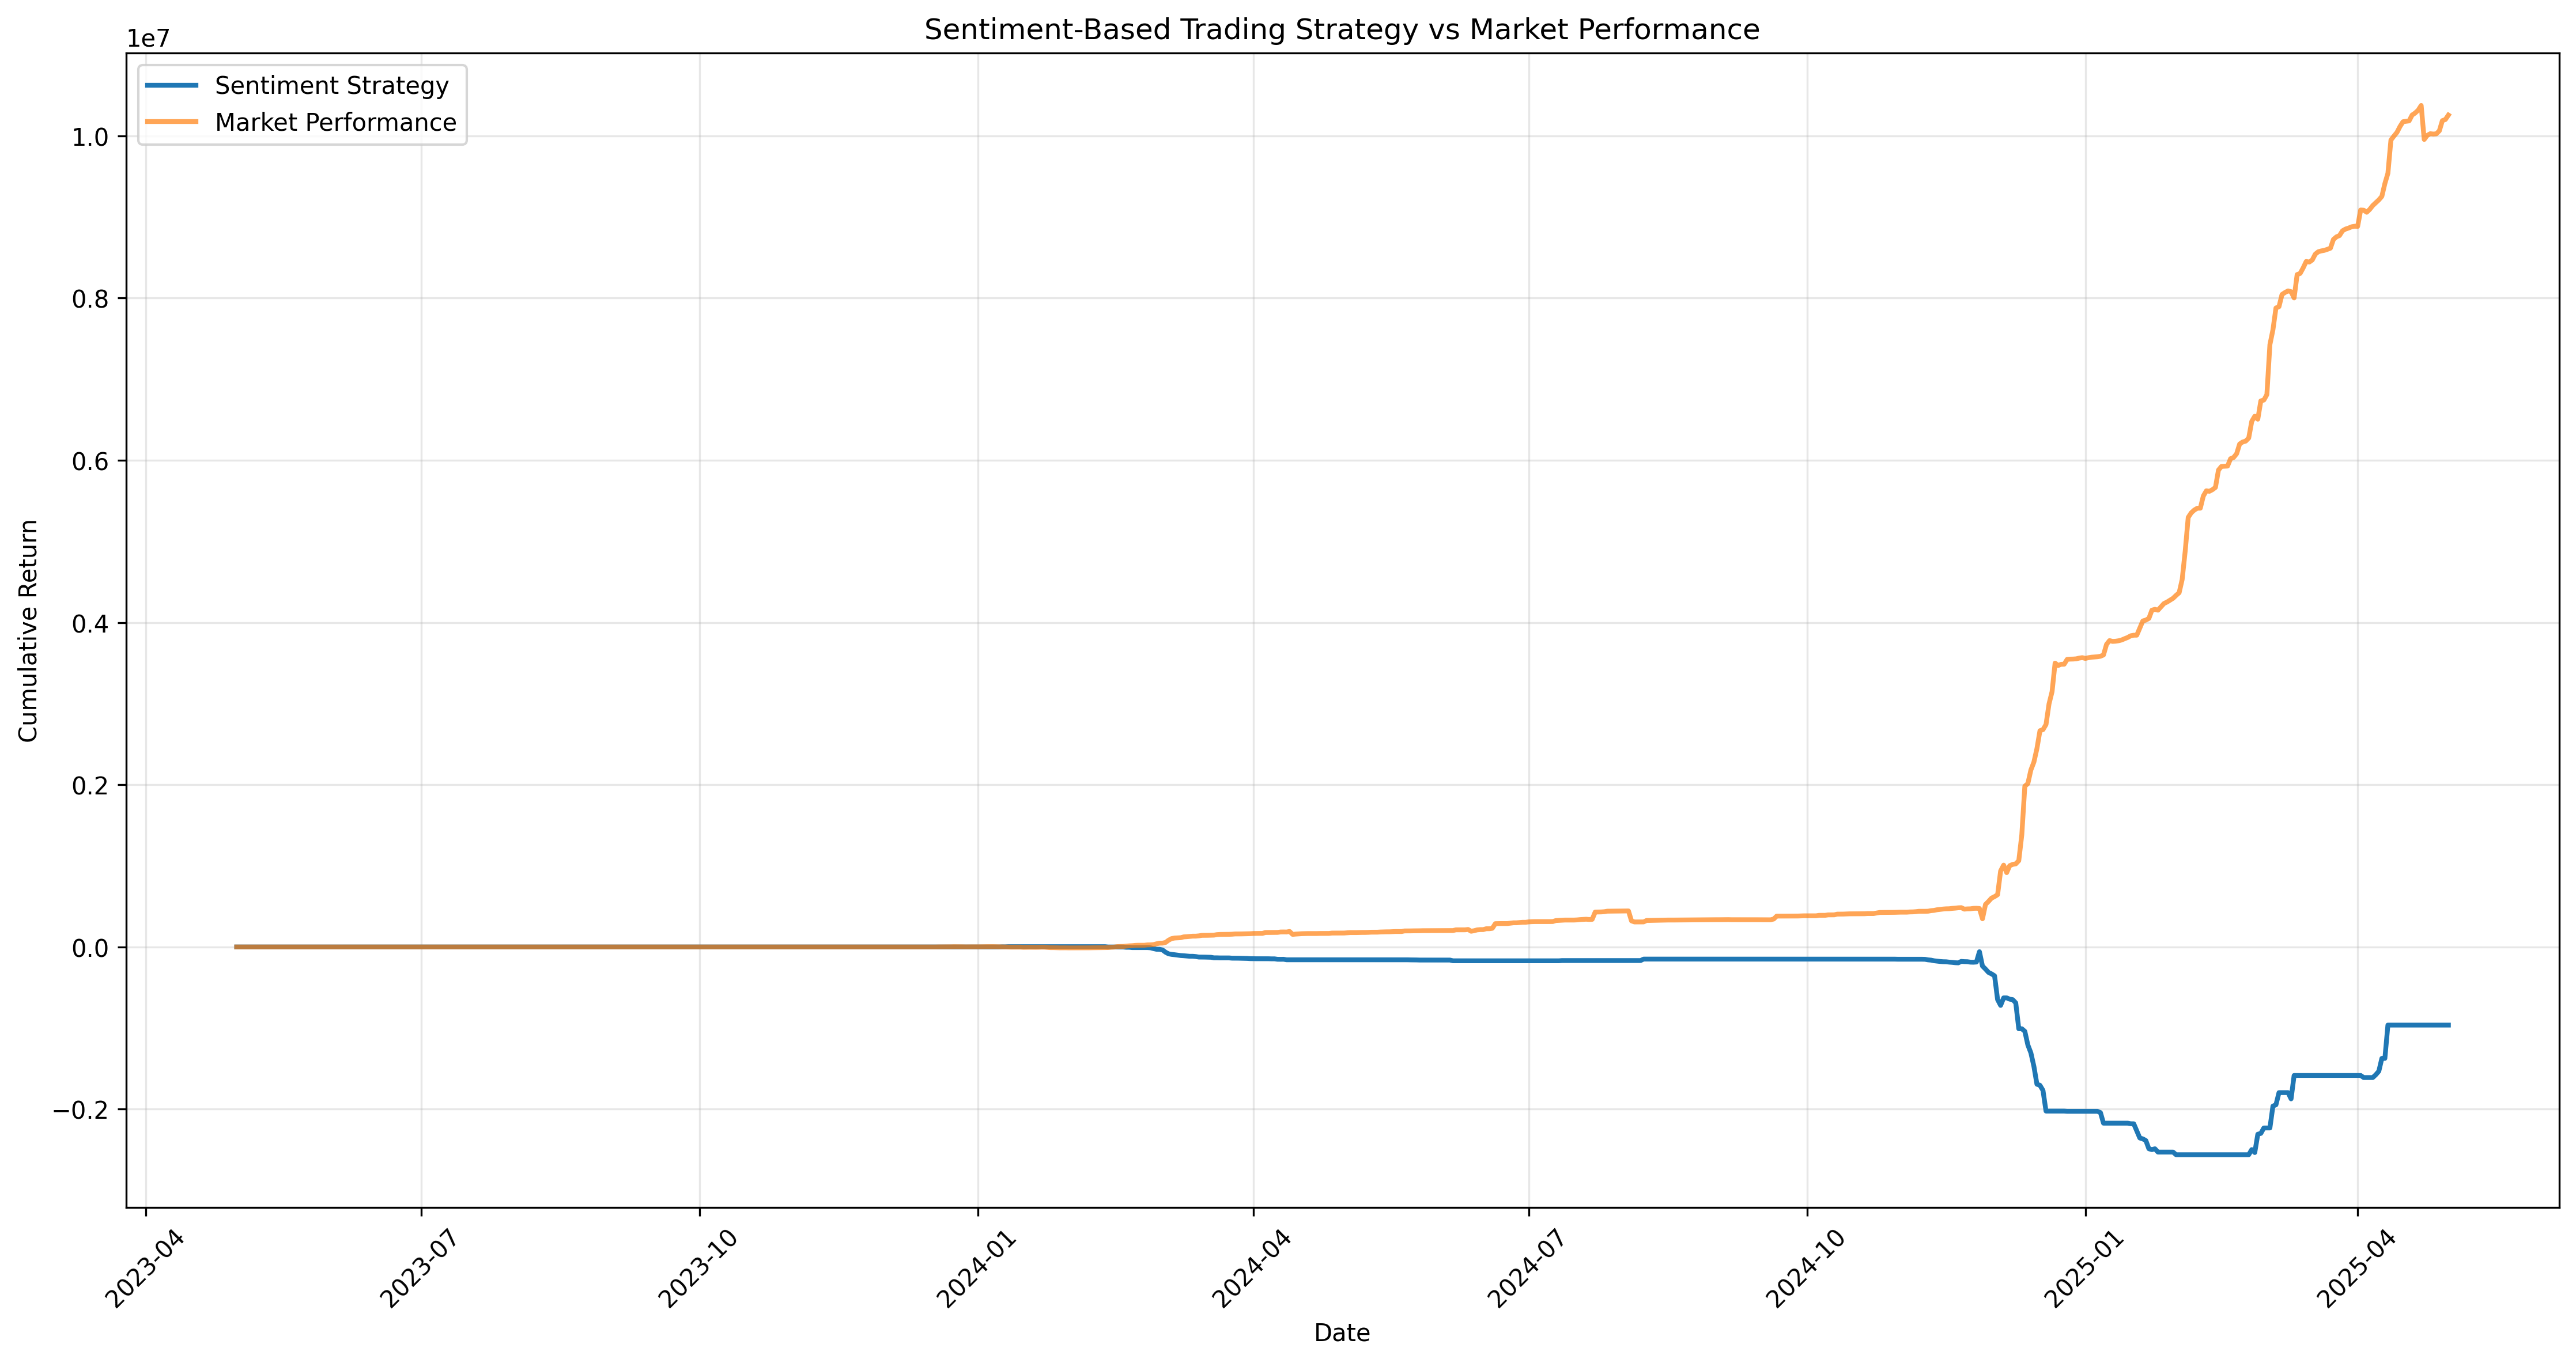 Sentiment-Based Trading Strategy vs Market Performance
1e7
Sentiment Strategy
Market Performance
1.0
0.8
0.6
0.4
0.2
0.0
−0.2
Cumulative Return
2023-04
2023-07
2023-10
2024-01
2024-04
2024-07
2024-10
2025-01
2025-04
Date